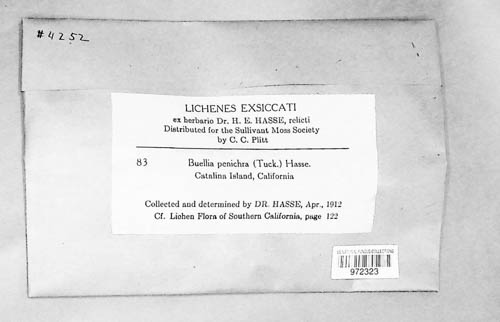 #4252
LICHENES EXSICCATI
ex herbario Dr. H. E. HASSE, relicti
Distributed for the Sullivant Moss Society
by C. C. Plitt
83 Buellia penichra (Tuck.) Hasse.
Catalina Island, California
Collected and determined by DR. HASSE, Apr., 1912
Cf. Lichen Flora of Southern California, page 122
972323